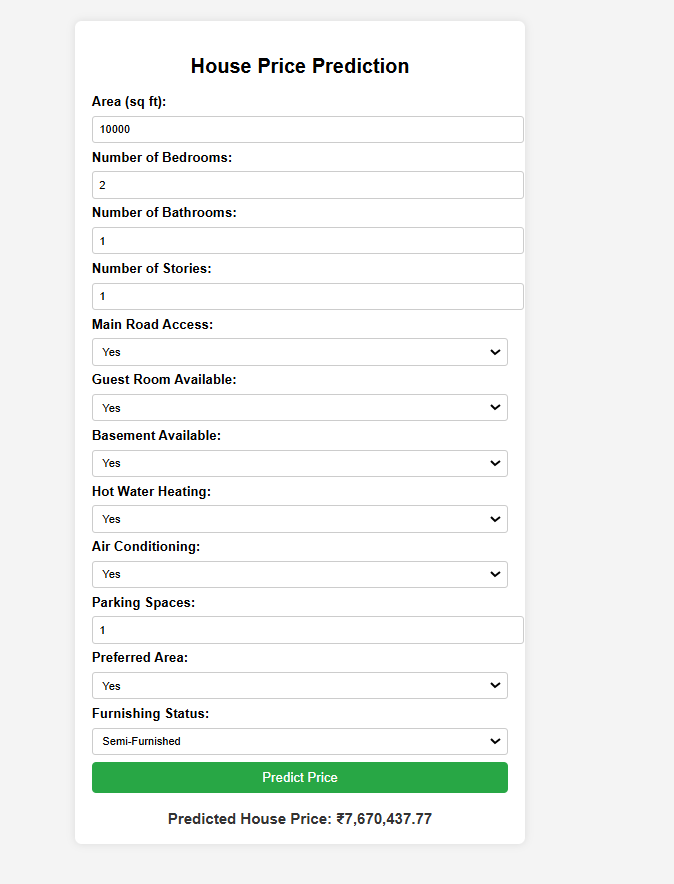 House Price Prediction
Area (sq ft):
10000
Number of Bedrooms:
2
Number of Bathrooms:
1
Number of Stories:
1
Main Road Access:
Yes
Guest Room Available:
Yes
Basement Available:
Yes
Hot Water Heating:
Yes
Air Conditioning:
Yes
Parking Spaces:
1
Preferred Area:
Yes
Furnishing Status:
Semi-Furnished
Predict Price
Predicted House Price: ₹7,670,437.77